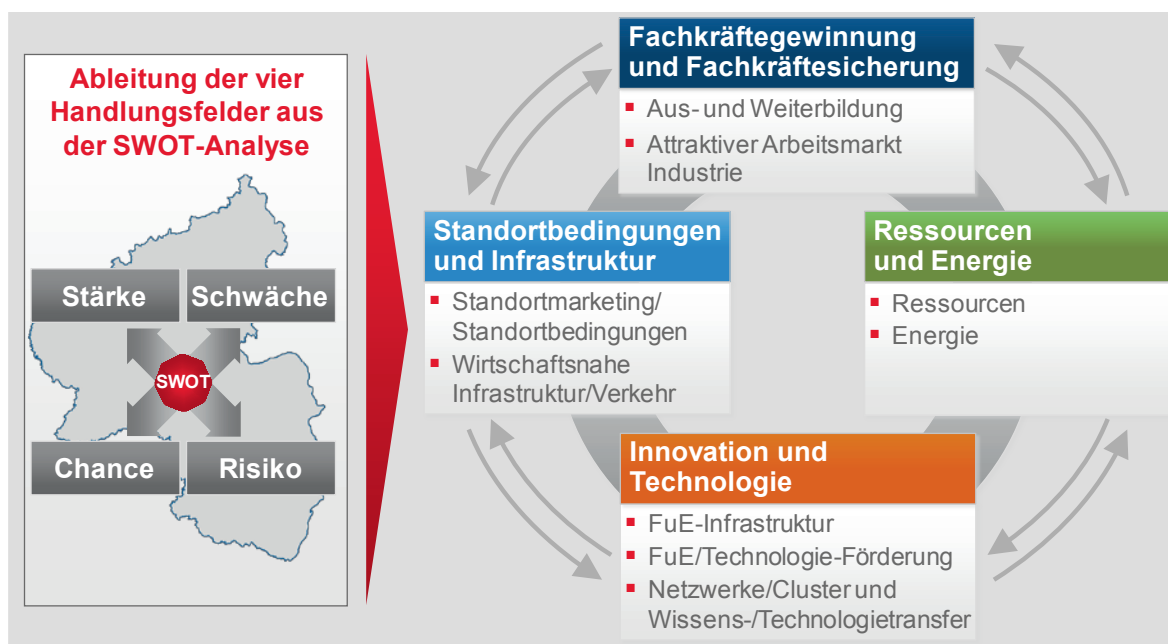 Ableitung der vier
Handlungsfelder aus
der SWOT-Analyse
Stärke
Schwäche
SWOT
Chance
Risiko
Fachkräftegewinnung
und Fachkräftesicherung
Aus- und Weiterbildung
Attraktiver Arbeitsmarkt
Industrie
Standortbedingungen
und Infrastruktur
Standortmarketing/
Standortbedingungen
Wirtschaftsnahe
Infrastruktur/Verkehr
Ressourcen
und Energie
Ressourcen
Energie
Innovation und
Technologie
FuE-Infrastruktur
FuE/Technologie-Förderung
Netzwerke/Cluster und
Wissens-/Technologietransfer